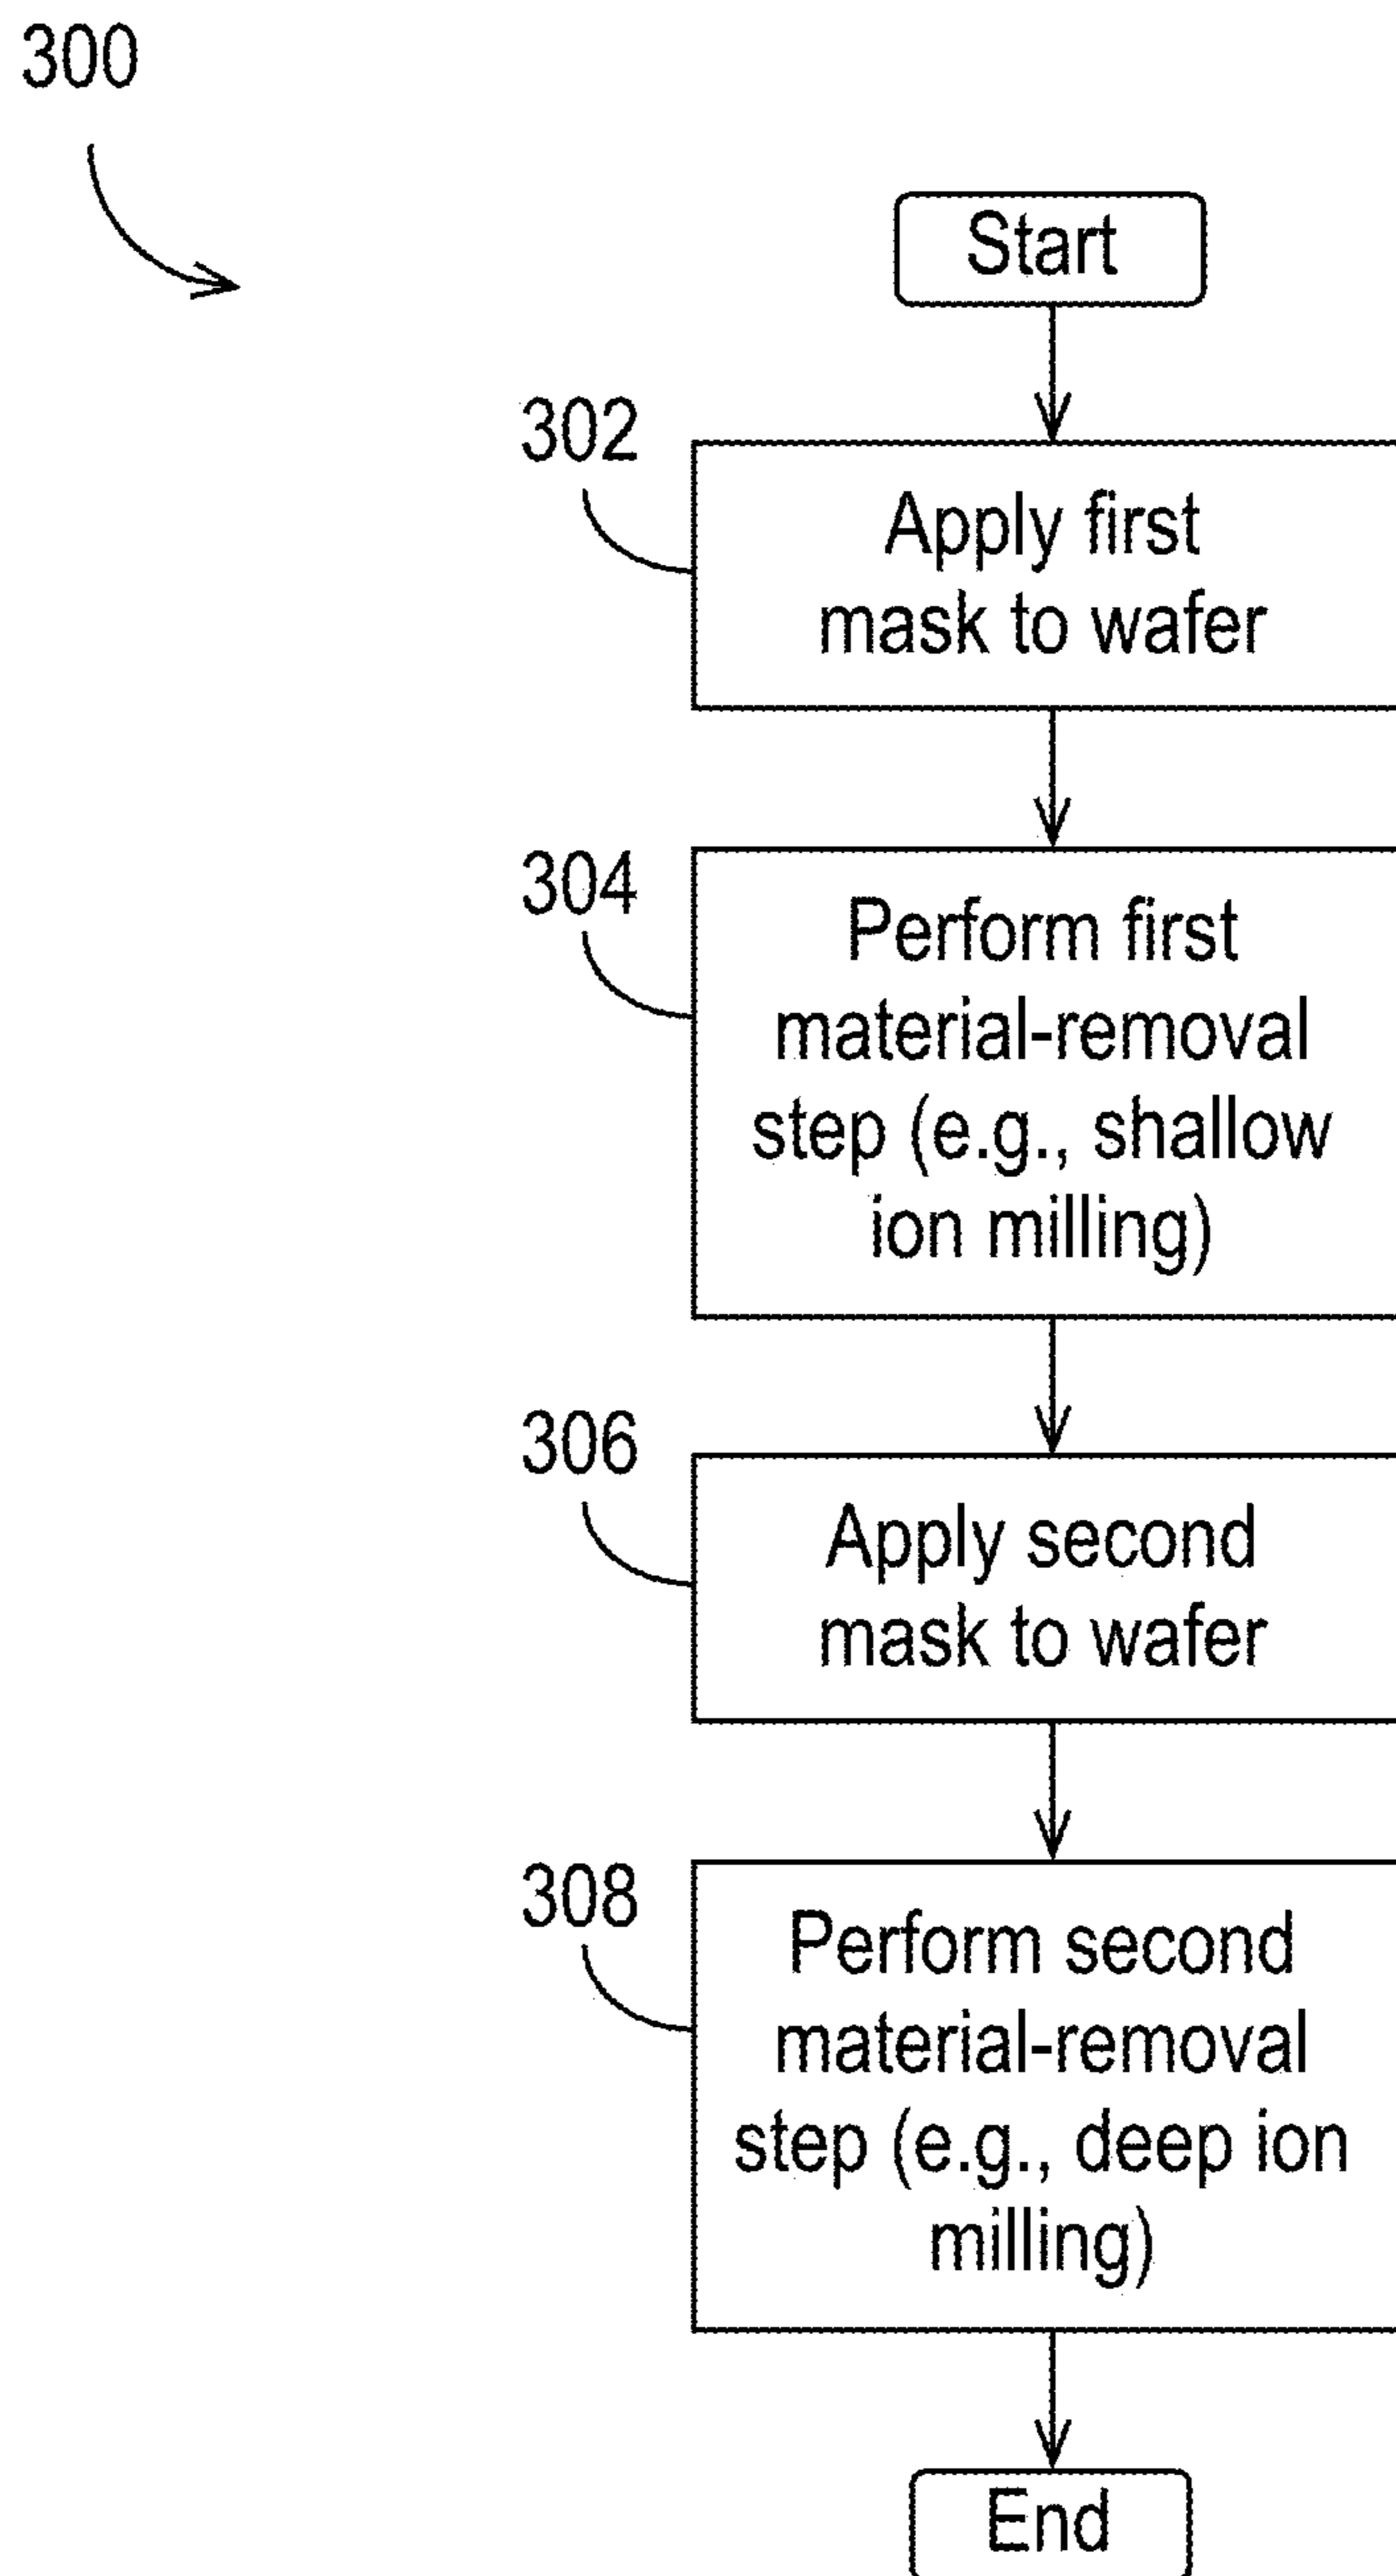 300
Start
302
Apply first
mask to wafer
304
Perform first
material-removal
step (e.g., shallow
ion milling)
306
Apply second
mask to wafer
308
Perform second
material-removal
step (e.g., deep ion
milling)
End